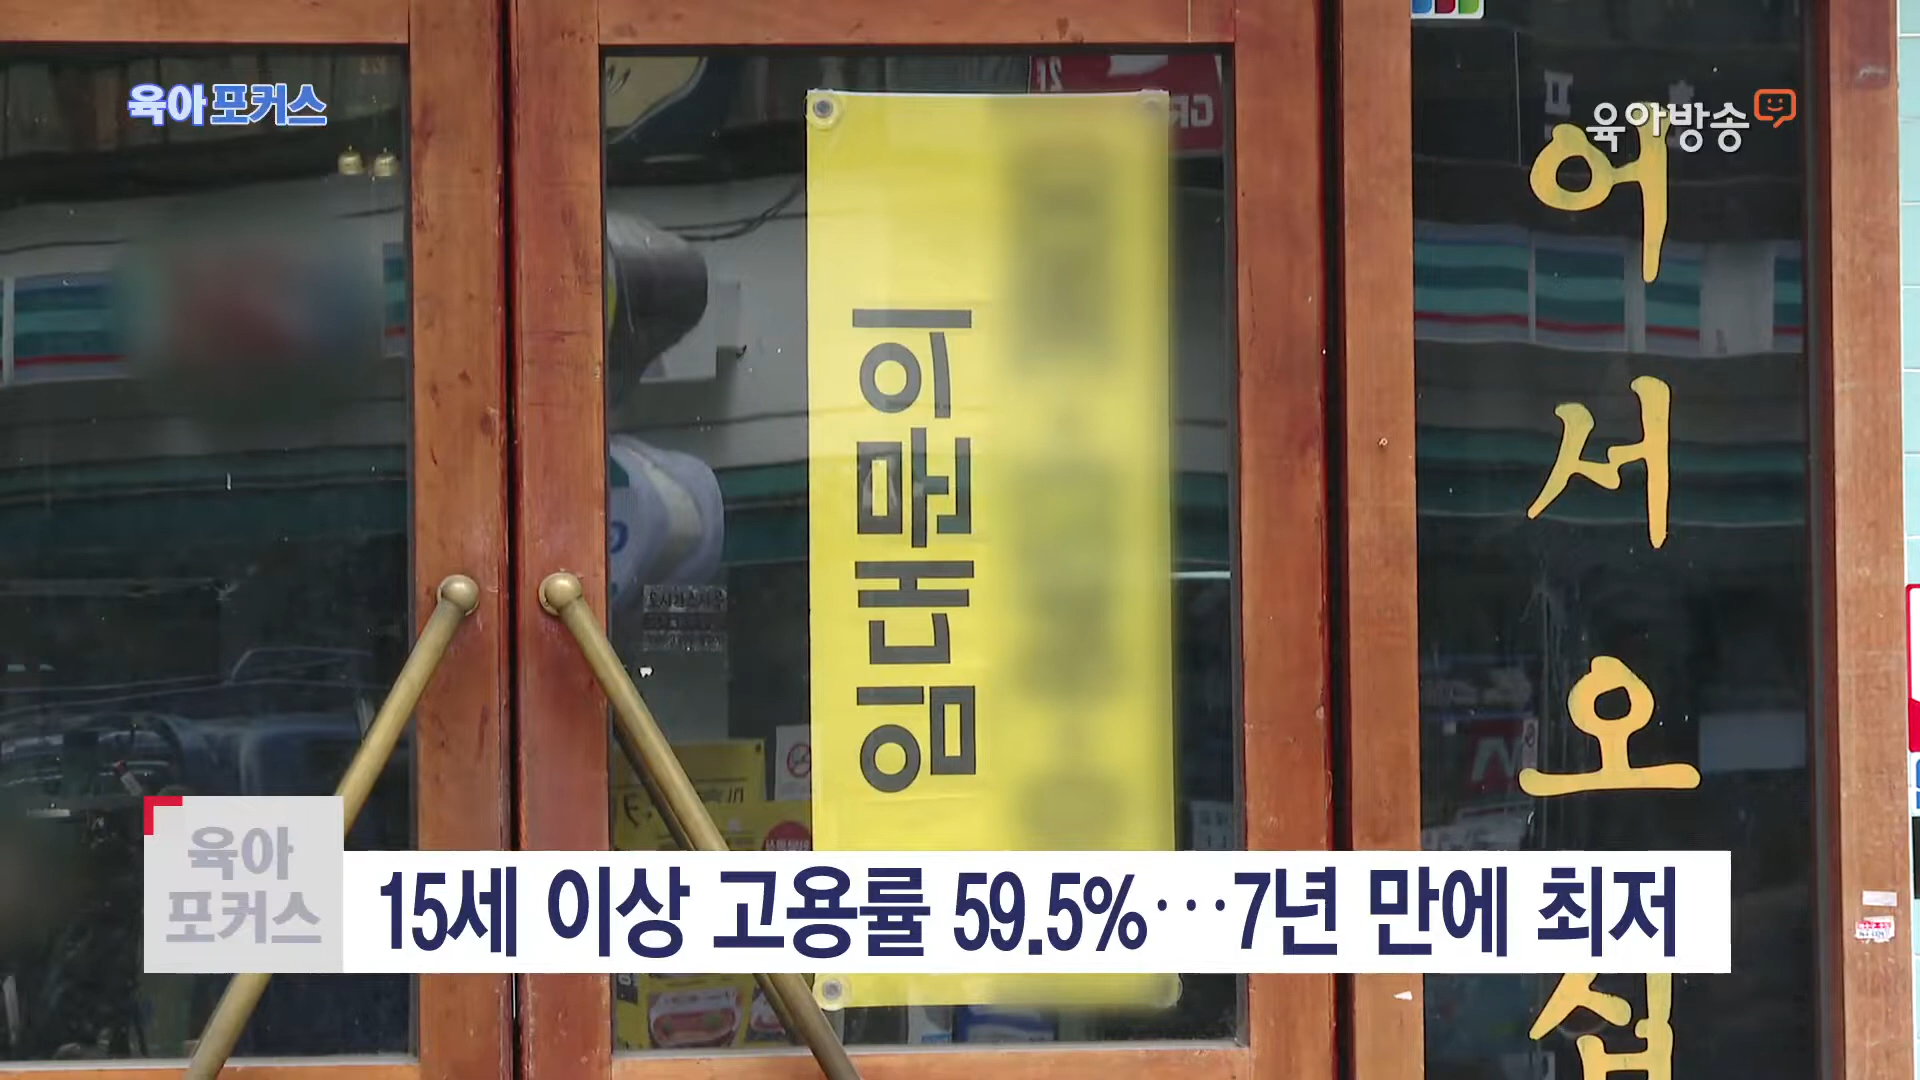 육아포커스
육아방송
임대문의
어서오십
육아
포커스
15세 이상 고용률 59.5%…7년 만에 최저